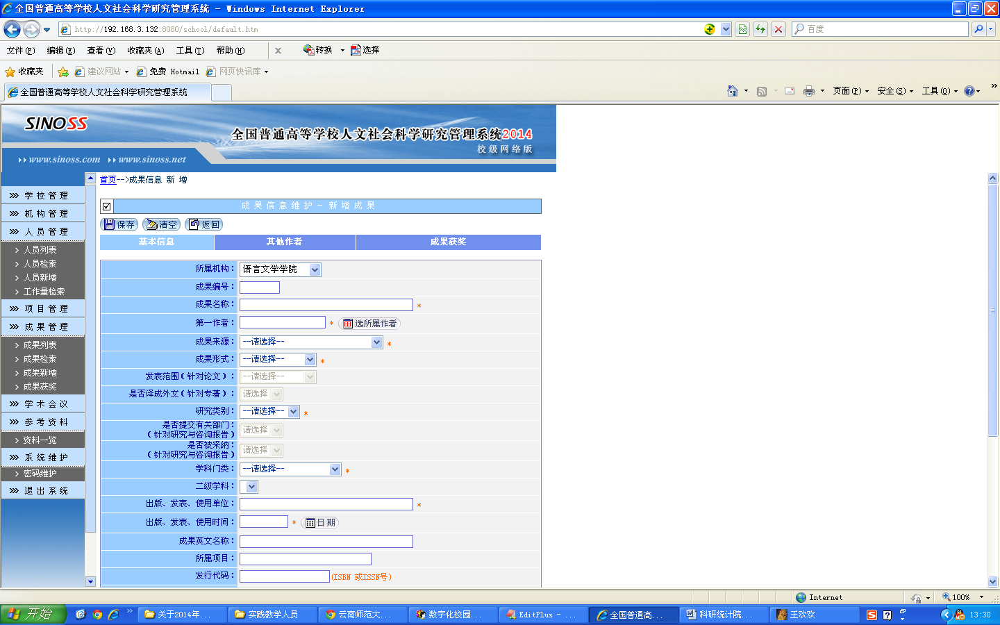 全国普通高等学校人文社会科学研究管理系统 - Windows Internet Explorer
http://192.168.3.132:8080/school/default.htm
百度
文件(F) 编辑(E) 查看(V) 收藏夹(A) 工具(T) 帮助(H) x 转换 选择
收藏夹 建议网站 免费 Hotmail 网页快讯库
全国普通高等学校人文社会科学研究管理系统
页面(P) 安全(S) 工具(O)
SINOSS
全国普通高等学校人文社会科学研究管理系统2014
校级网络版
www.sinoss.com www.sinoss.net
学校管理
机构管理
人员管理
人员列表
人员检索
人员新增
工作量检索
项目管理
成果管理
成果列表
成果检索
成果新增
成果获奖
学术会议
参考资料
资料一览
系统维护
密码维护
退出系统
首页-->成果信息 新 增
成果信息维护-新增成果
保存 清空 返回
基本信息 其他作者 成果获奖
所属机构： 语言文学学院
成果编号：
成果名称： *
第一作者： * 选所属作者
成果来源： --请选择-- *
成果形式： --请选择-- *
发表范围(针对论文)： --请选择--
是否译成外文(针对专著)： 请选择
研究类别： --请选择-- *
是否提交有关部门：
(针对研究与咨询报告) 请选择
是否被采纳：
(针对研究与咨询报告) 请选择
学科门类： --请选择-- *
二级学科：
出版、发表、使用单位： *
出版、发表、使用时间： * 日期
成果英文名称：
所属项目：
发行代码： (ISBN 或ISSN号)
Internet 100%
开始 关于2014年... 实践教学人员 云南师范大... 数字化校园... EditPlus - ... 全国普通高... 科研统计院... 王欢欢 13:30